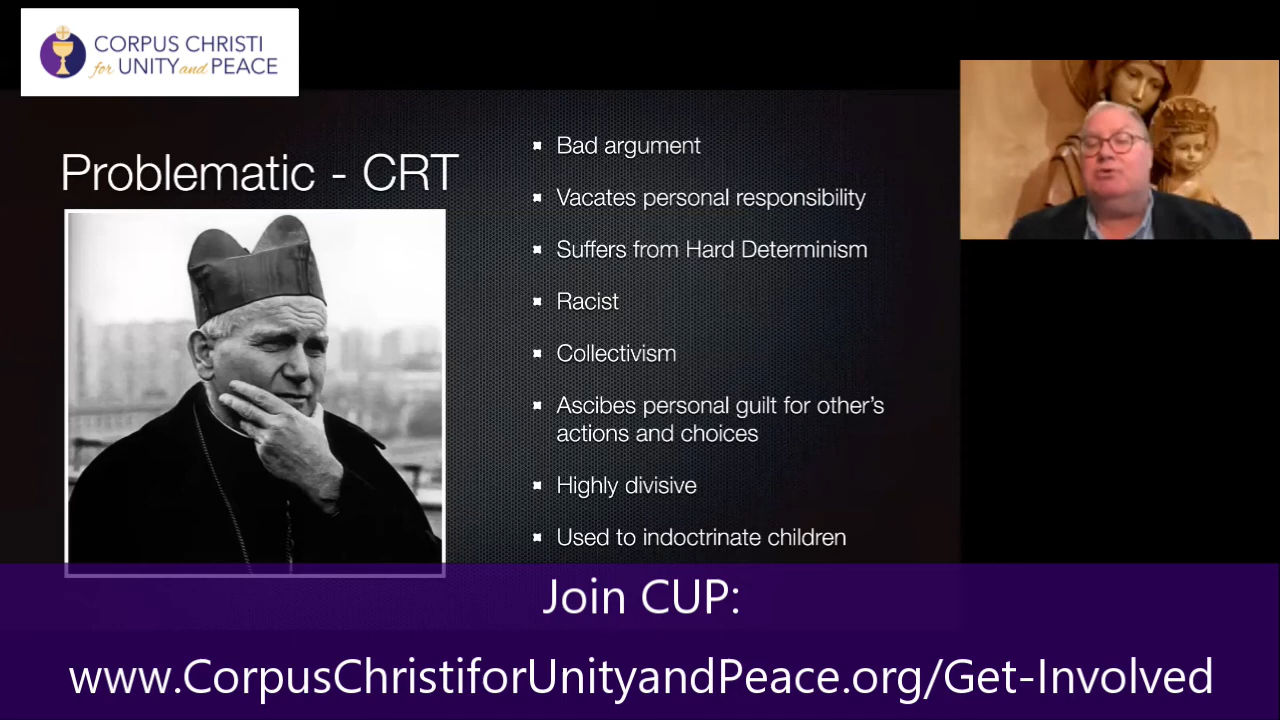 CORPUS CHRISTI
for UNITY and PEACE
Problematic - CRT
Bad argument
Vacates personal responsibility
Suffers from Hard Determinism
Racist
Collectivism
Ascibes personal guilt for other's
actions and choices
Highly divisive
Used to indoctrinate children
Join CUP:
www.CorpusChristiforUnityandPeace.org/Get-Involved